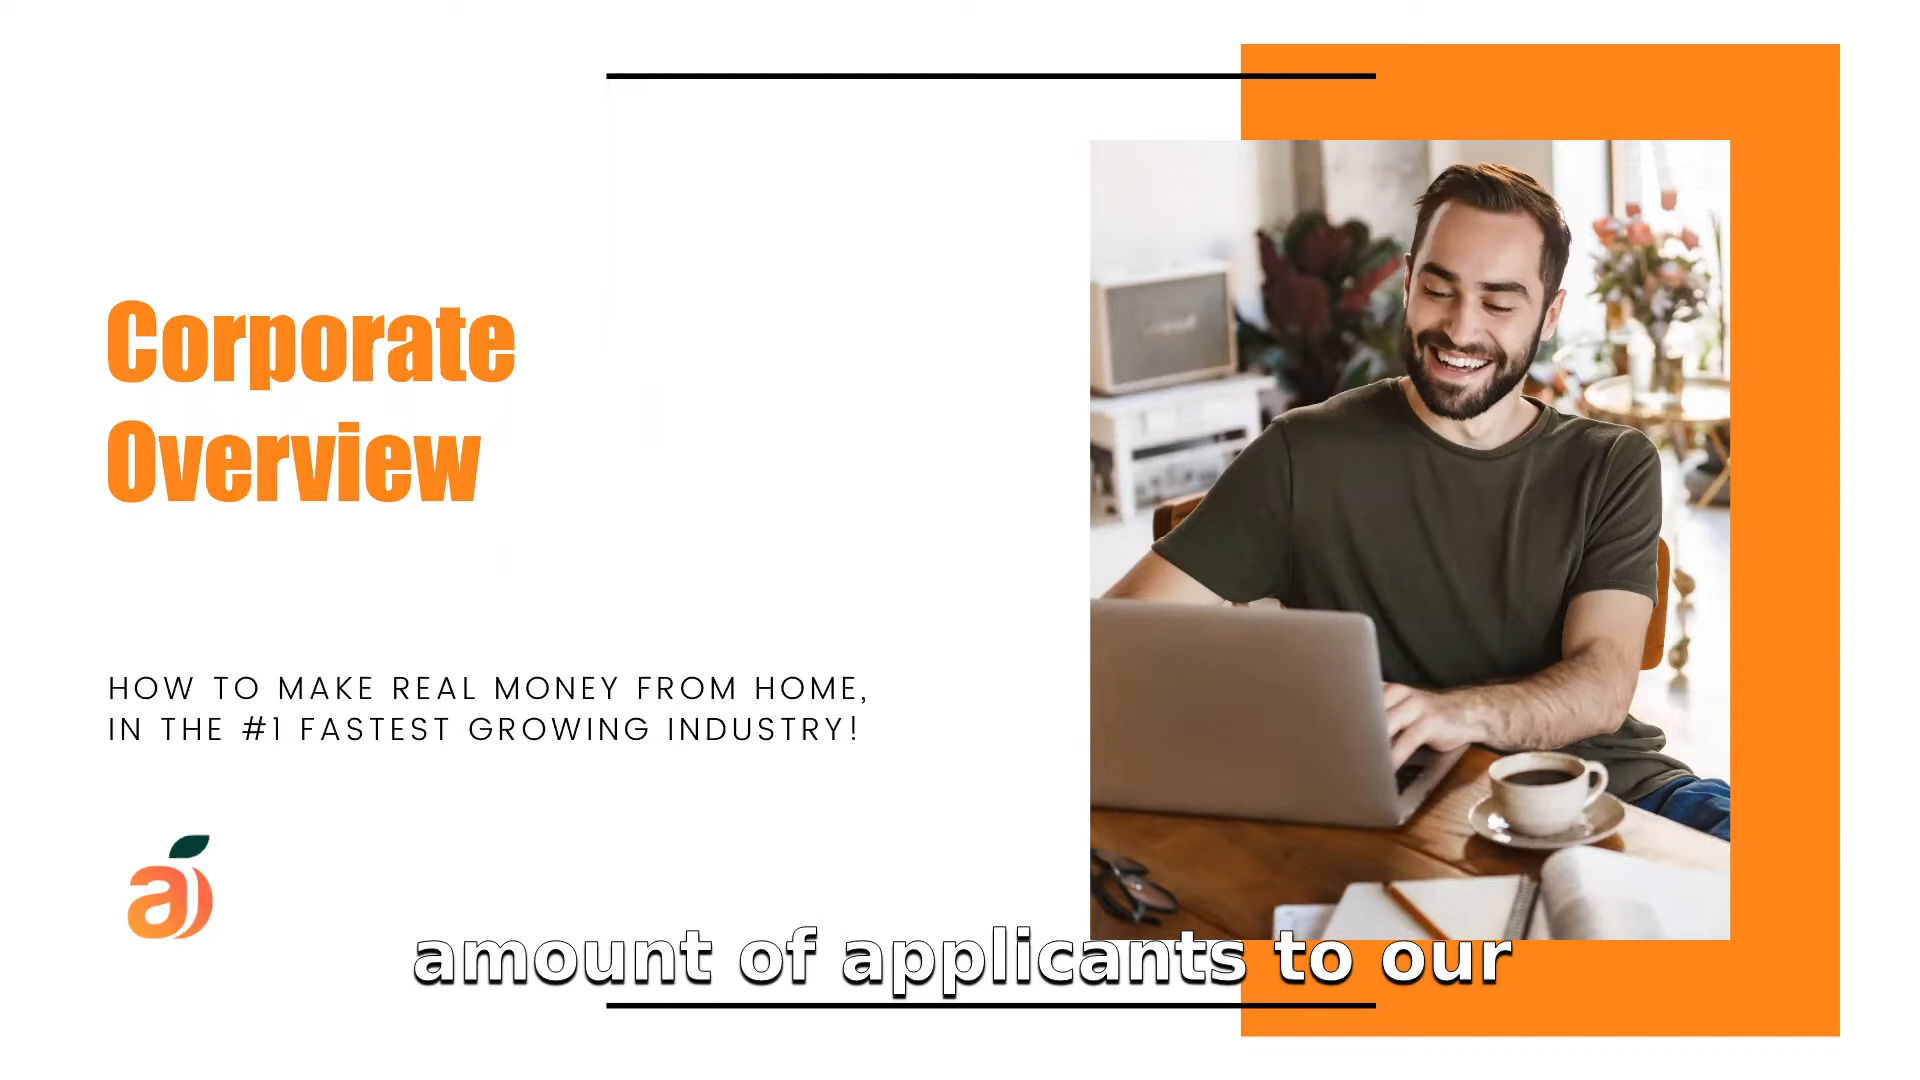 Corporate
Overview
HOW TO MAKE REAL MONEY FROM HOME,
IN THE #1 FASTEST GROWING INDUSTRY!
a
amount of applicants to our